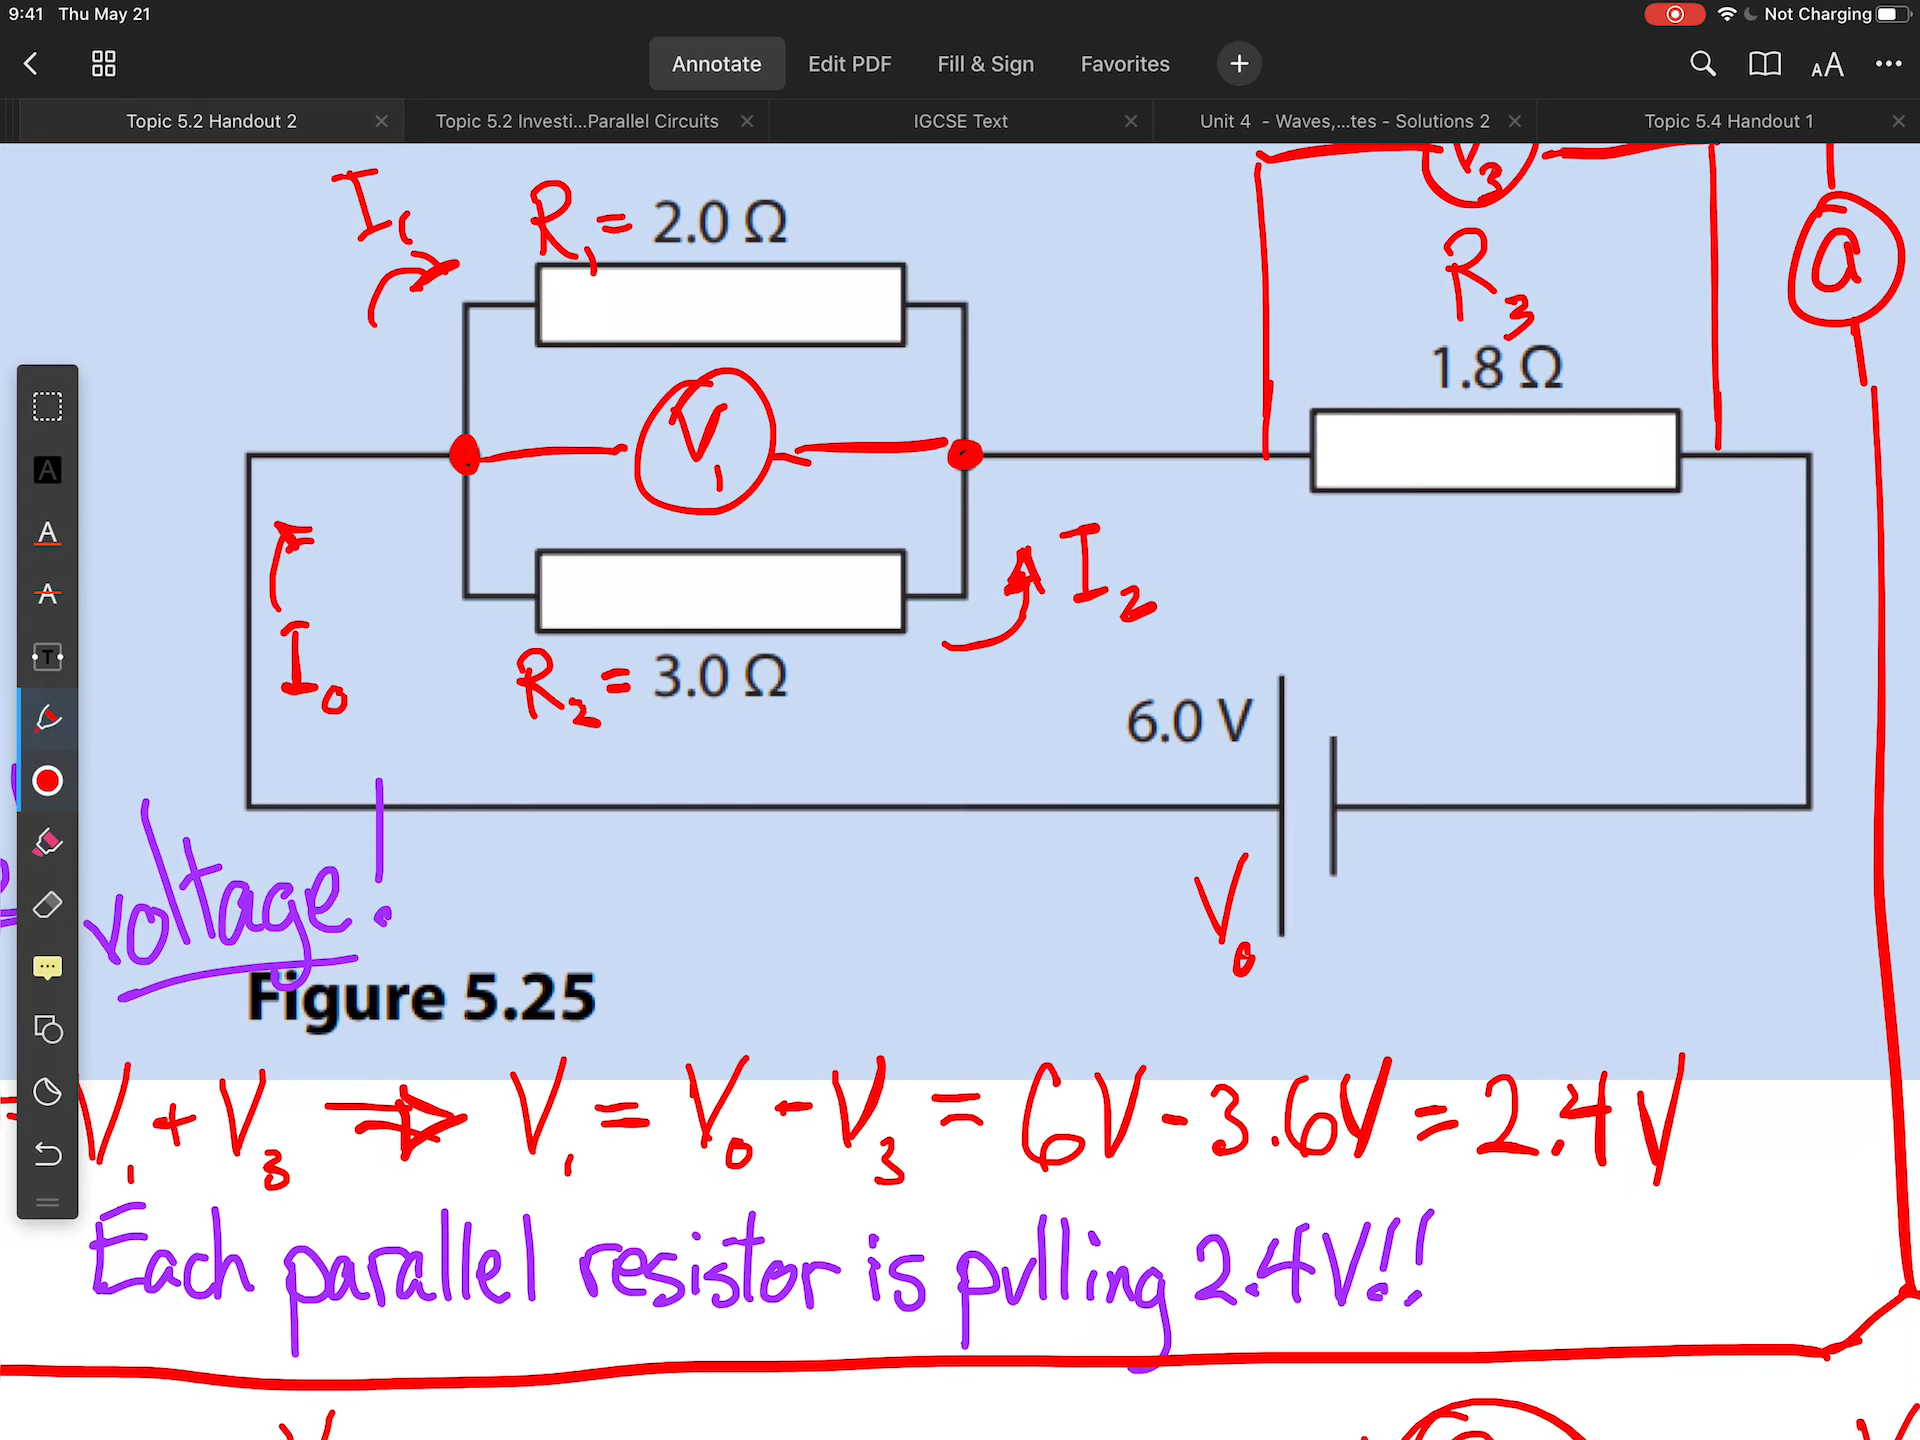 9:41 Thu May 21
Not Charging
Annotate Edit PDF Fill & Sign Favorites +
AA
Topic 5.2 Handout 2 Topic 5.2 Investi...Parallel Circuits IGCSE Text Unit 4 - Waves,...tes - Solutions 2 Topic 5.4 Handout 1
V3
I1
R1 = 2.0 Ω
a
R3
1.8 Ω
V1
I2
I0
R2 = 3.0 Ω
6.0 V
voltage!
V0
Figure 5.25
= V1 + V3 ⇒ V1 = V0 - V3 = 6V - 3.6V = 2.4V
Each parallel resistor is pulling 2.4V!!